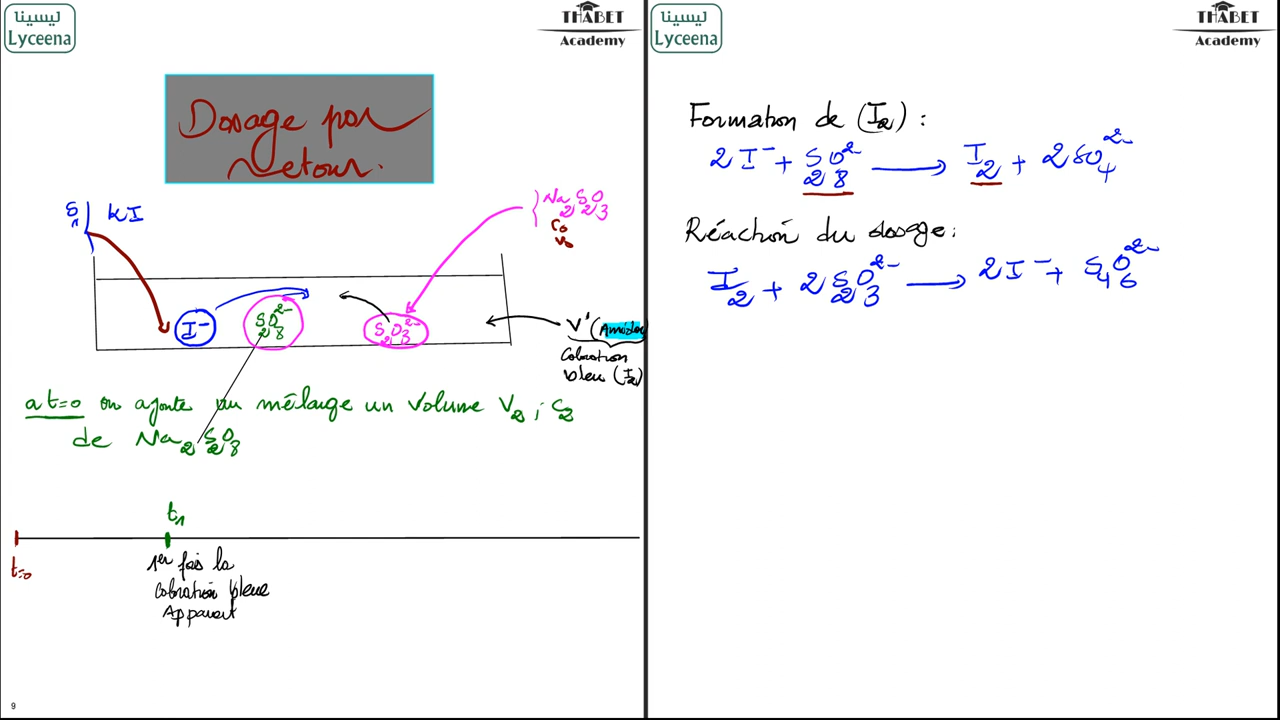 ليسينا
Lyceena
THABET
Academy
Dosage par
retour.
S₁ | KI
Na₂S₂O₃
C₀
V₀
I⁻
S₂O₈²⁻
S₂O₃²⁻
V' (Amidon
Coloration
bleu (I₂)
à t=0 on ajoute au mélange un volume V₂ ; C₂
de Na₂S₂O₈
t₁
t=0
1er fois la
coloration bleue
Apparait
9
ليسينا
Lyceena
THABET
Academy
Formation de (I₂) :
2I⁻ + S₂O₈²⁻ → I₂ + 2SO₄²⁻
Réaction du dosage :
I₂ + 2S₂O₃²⁻ → 2I⁻ + S₄O₆²⁻